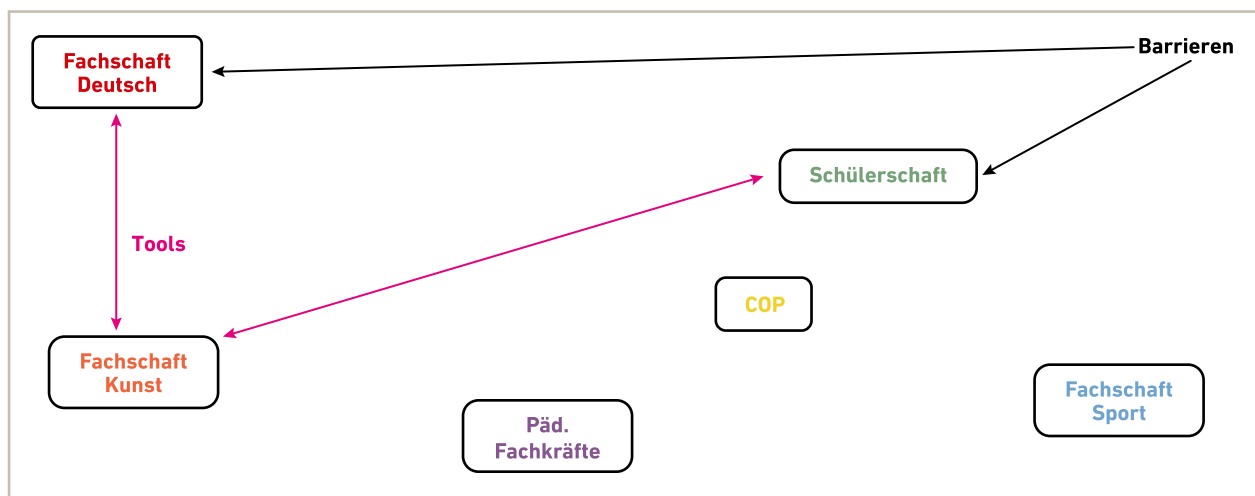 Fachschaft
Deutsch
Barrieren
Schülerschaft
Tools
COP
Fachschaft
Kunst
Fachschaft
Sport
Päd.
Fachkräfte